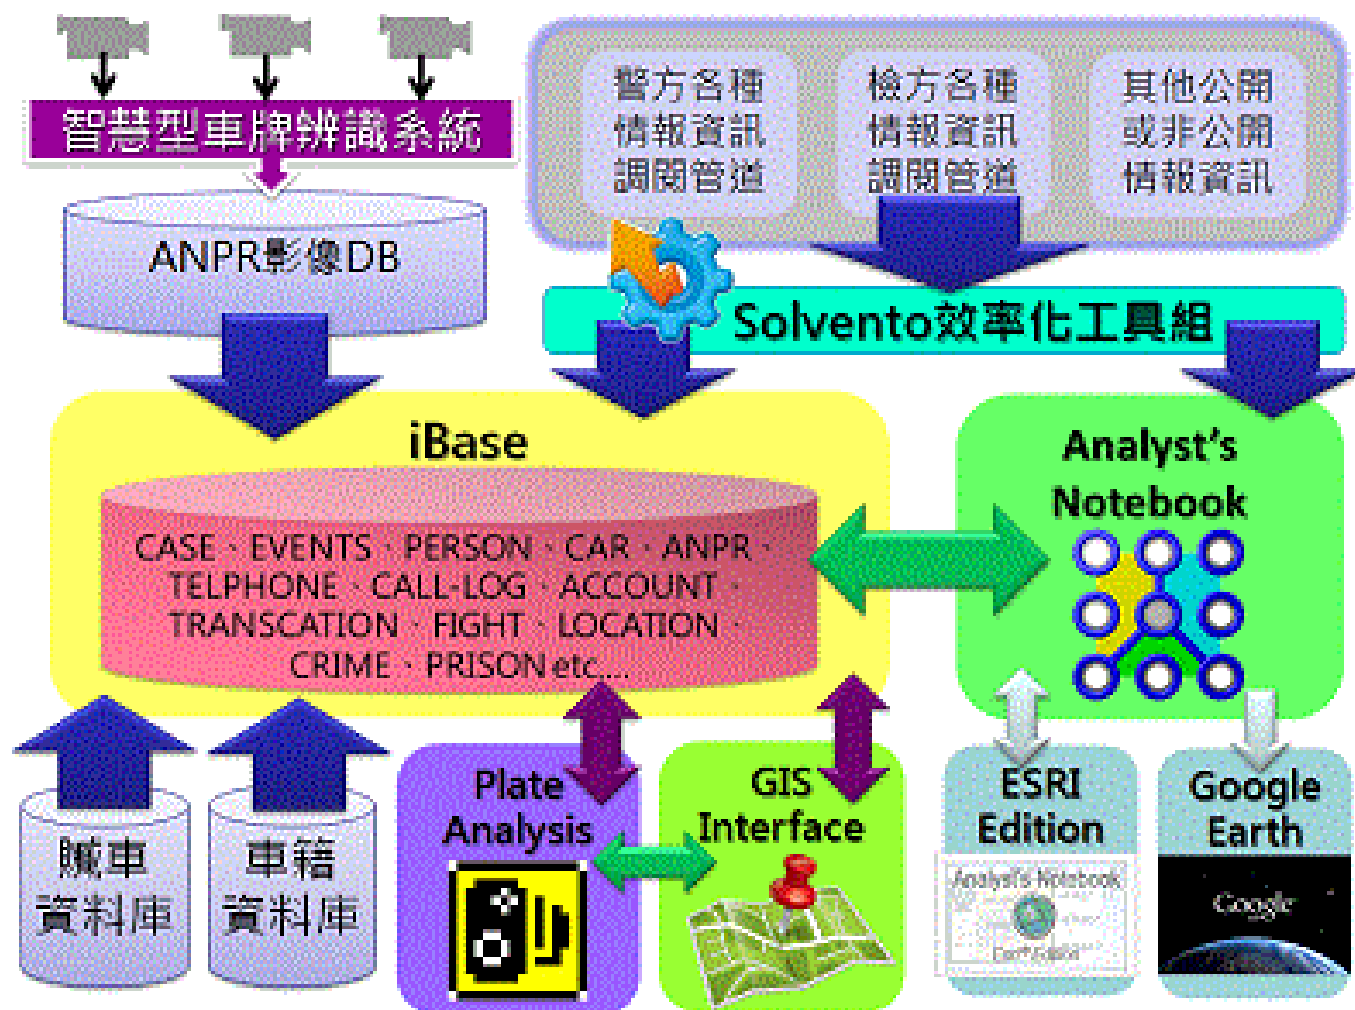 智慧型車牌辨識系統
ANPR影像DB
警方各種
情報資訊
調閱管道
檢方各種
情報資訊
調閱管道
其他公開
或非公開
情報資訊
Solvento效率化工具組
iBase
CASE、EVENTS、PERSON、CAR、ANPR、
TELPHONE、CALL-LOG、ACCOUNT、
TRANSCATION、FIGHT、LOCATION、
CRIME、PRISON etc....
Analyst's
Notebook
贓車
資料庫
車籍
資料庫
Plate
Analysis
GIS
Interface
ESRI
Edition
Analyst's Notebook
Google
Earth
Google